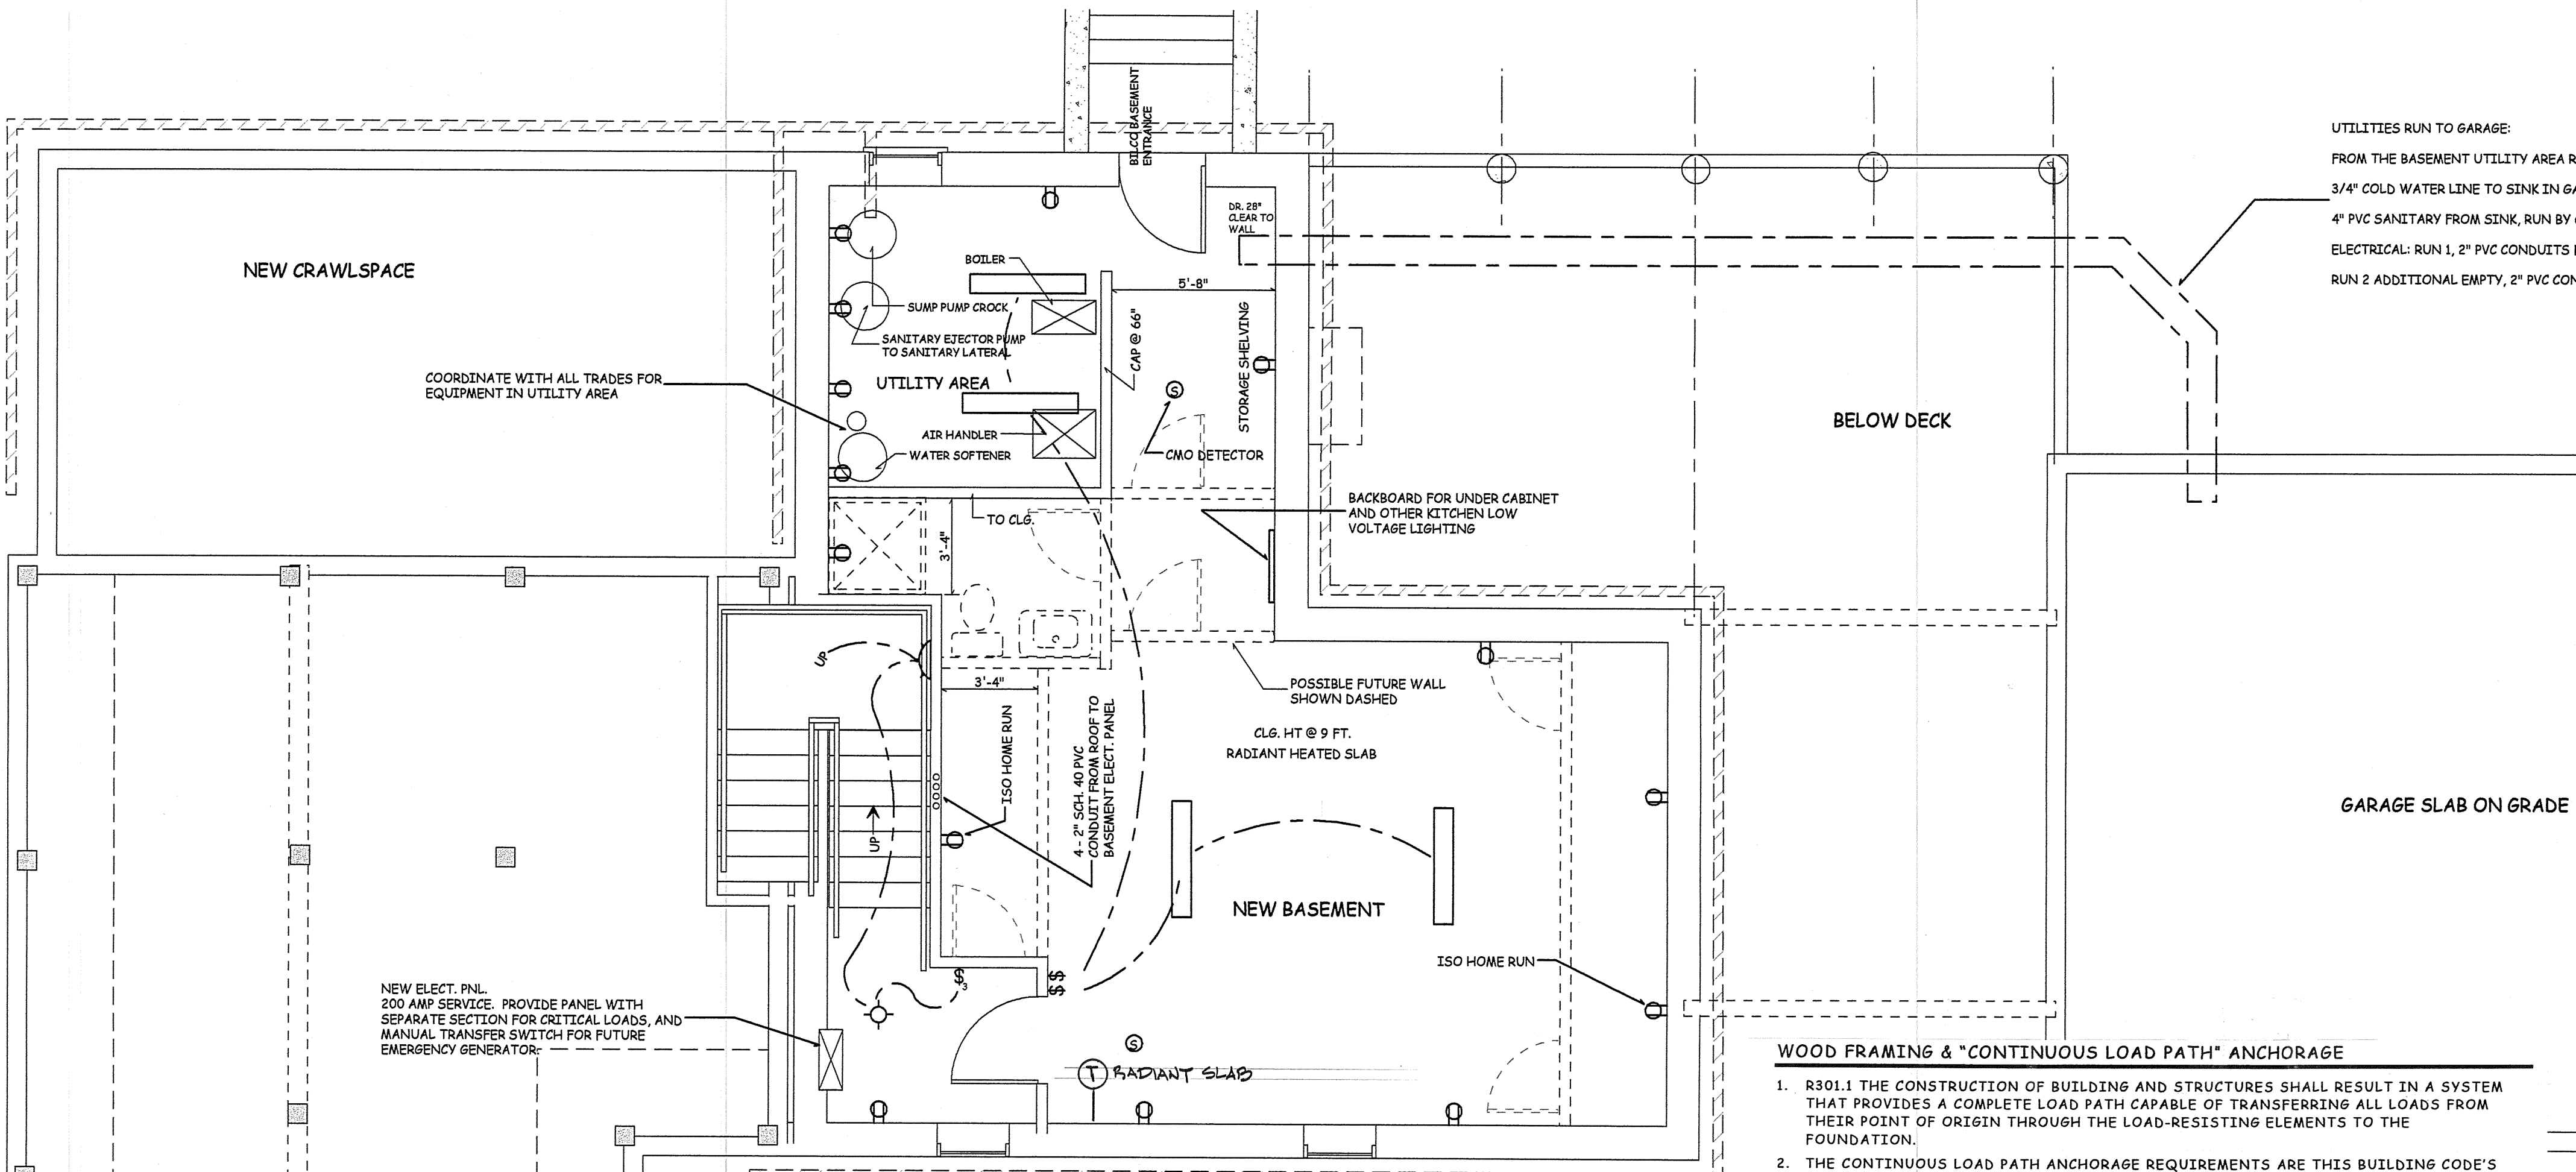 BILCO BASEMENT
ENTRANCE
UTILITIES RUN TO GARAGE:
FROM THE BASEMENT UTILITY AREA R
3/4" COLD WATER LINE TO SINK IN GA
4" PVC SANITARY FROM SINK, RUN BY
ELECTRICAL: RUN 1, 2" PVC CONDUITS
RUN 2 ADDITIONAL EMPTY, 2" PVC CON
DR. 28"
CLEAR TO
WALL
NEW CRAWLSPACE
BOILER
5'-8"
SUMP PUMP CROCK
SANITARY EJECTOR PUMP
TO SANITARY LATERAL
CAP @ 66"
STORAGE SHELVING
UTILITY AREA
S
COORDINATE WITH ALL TRADES FOR
EQUIPMENT IN UTILITY AREA
BELOW DECK
AIR HANDLER
WATER SOFTENER
CMO DETECTOR
BACKBOARD FOR UNDER CABINET
AND OTHER KITCHEN LOW
VOLTAGE LIGHTING
TO CLG.
3'-4"
UP
3'-4"
POSSIBLE FUTURE WALL
SHOWN DASHED
CLG. HT @ 9 FT.
RADIANT HEATED SLAB
ISO HOME RUN
4 - 2" SCH. 40 PVC
CONDUIT FROM ROOF TO
BASEMENT ELECT. PANEL
UP
GARAGE SLAB ON GRADE
NEW BASEMENT
ISO HOME RUN
$3
$$
NEW ELECT. PNL.
200 AMP SERVICE. PROVIDE PANEL WITH
SEPARATE SECTION FOR CRITICAL LOADS, AND
MANUAL TRANSFER SWITCH FOR FUTURE
EMERGENCY GENERATOR.
S
T RADIANT SLAB
WOOD FRAMING & "CONTINUOUS LOAD PATH" ANCHORAGE
1. R301.1 THE CONSTRUCTION OF BUILDING AND STRUCTURES SHALL RESULT IN A SYSTEM
THAT PROVIDES A COMPLETE LOAD PATH CAPABLE OF TRANSFERRING ALL LOADS FROM
THEIR POINT OF ORIGIN THROUGH THE LOAD-RESISTING ELEMENTS TO THE
FOUNDATION.
2. THE CONTINUOUS LOAD PATH ANCHORAGE REQUIREMENTS ARE THIS BUILDING CODE'S